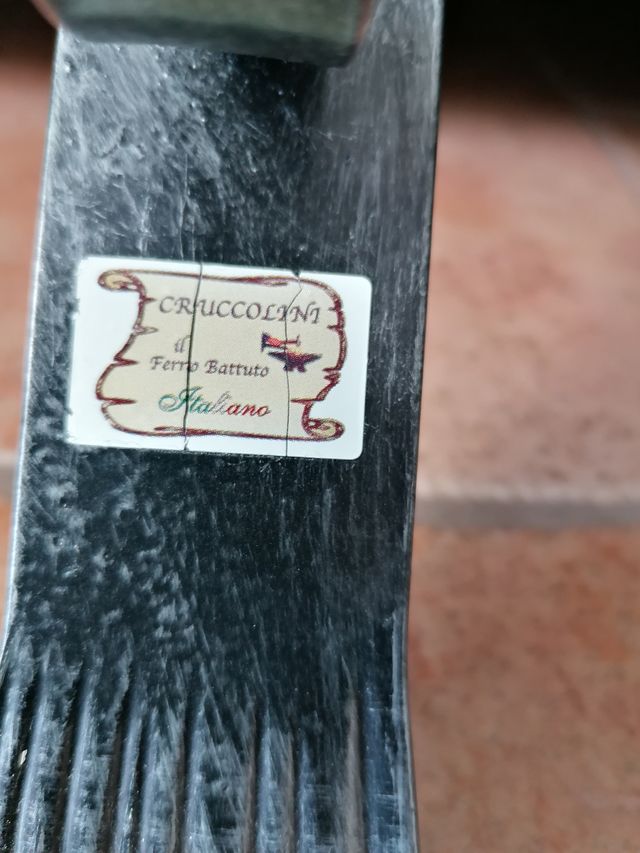 CRUCCOLINI
il
Ferro Battuto
Italiano